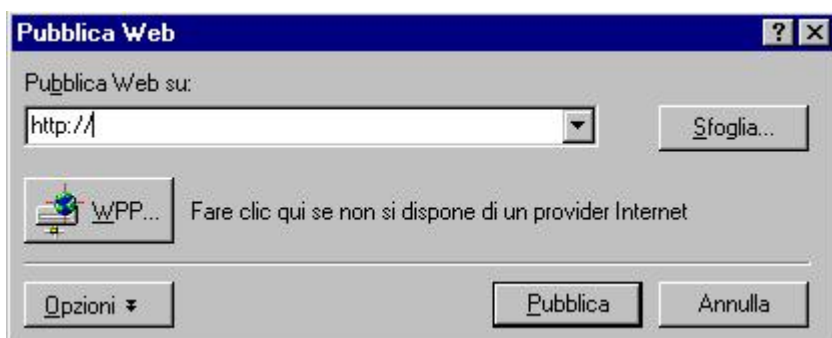 Pubblica Web
Pubblica Web su:
http://
Sfoglia...
WPP...
Fare clic qui se non si dispone di un provider Internet
Opzioni
Pubblica
Annulla